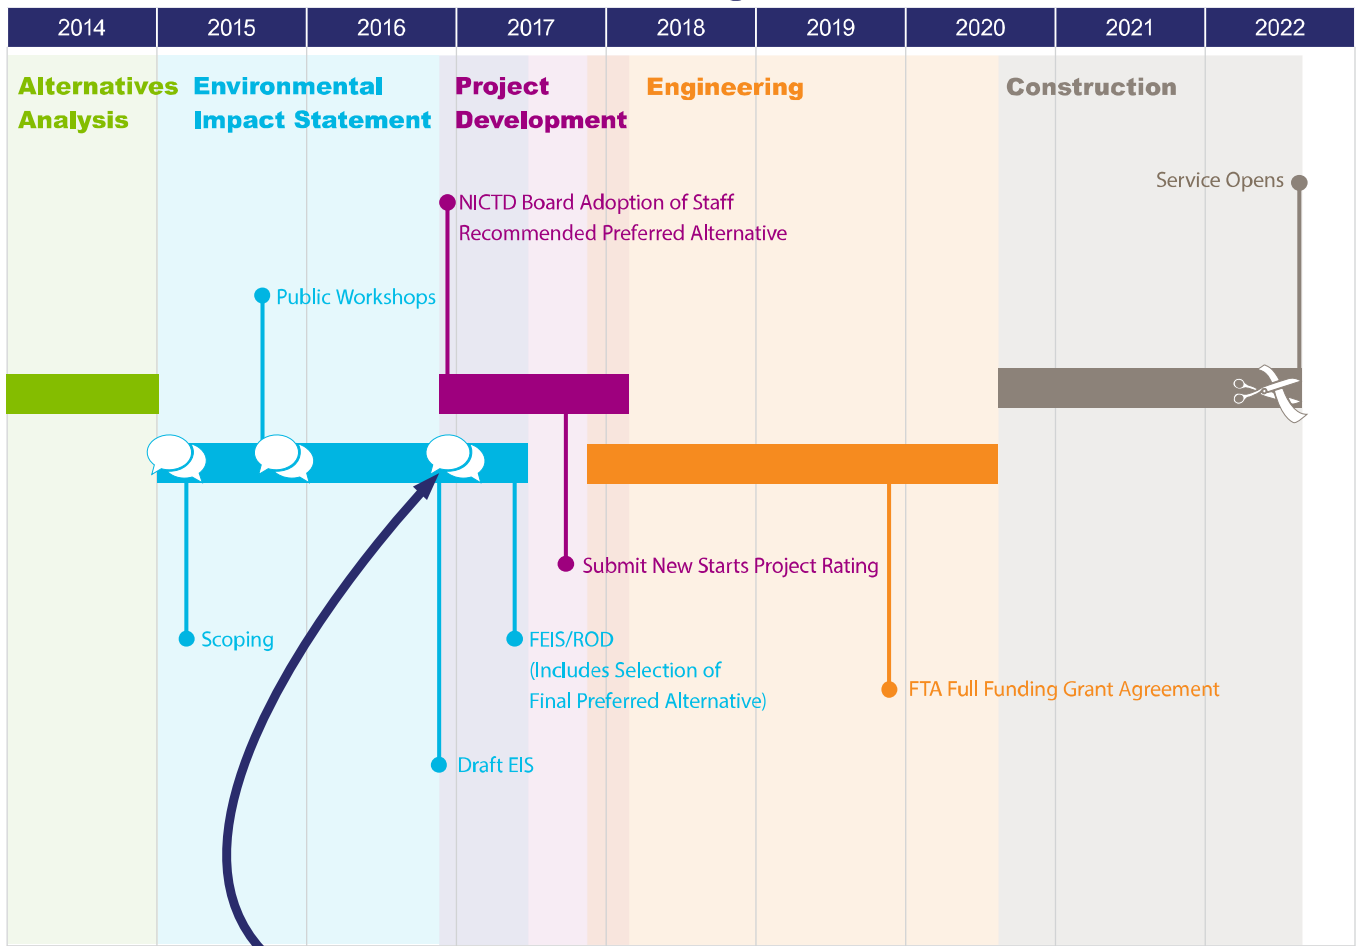 2014 2015 2016 2017 2018 2019 2020 2021 2022
Alternatives
Analysis
Environmental
Impact Statement
Project
Development
Engineering
Construction
Service Opens
NICTD Board Adoption of Staff
Recommended Preferred Alternative
Public Workshops
Submit New Starts Project Rating
Scoping
FEIS/ROD
(Includes Selection of
Final Preferred Alternative)
FTA Full Funding Grant Agreement
Draft EIS